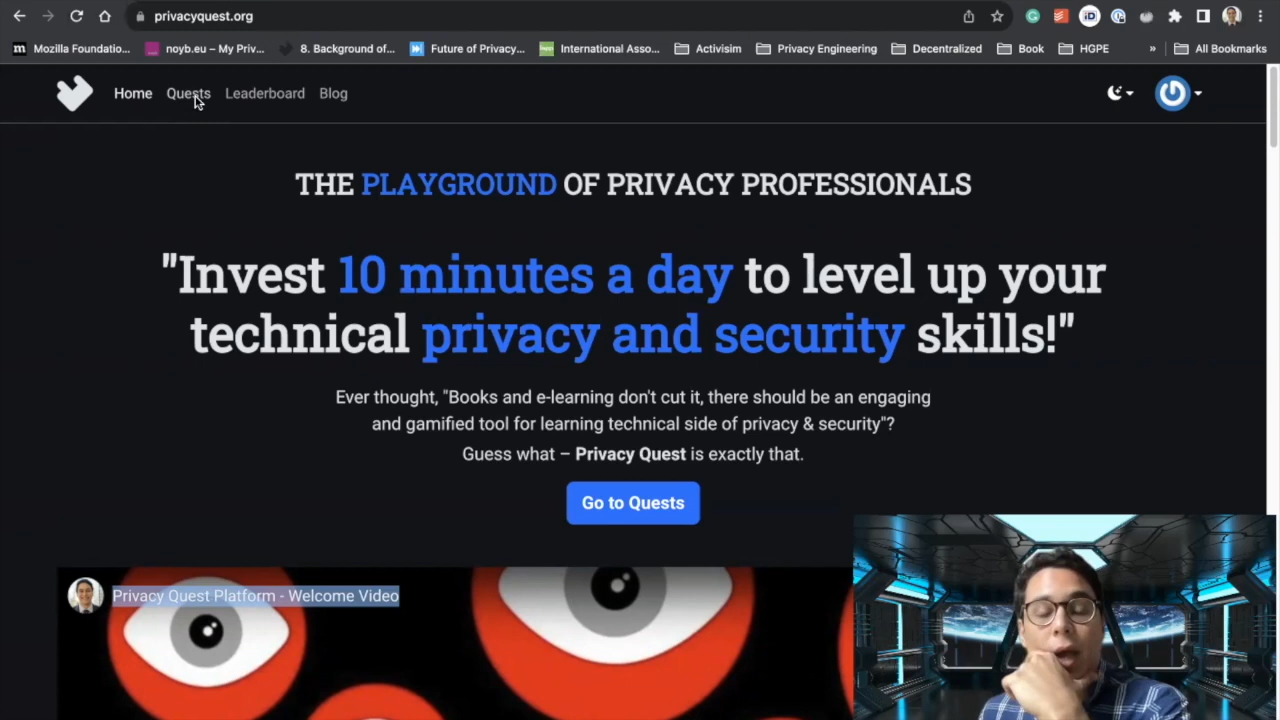 privacyquest.org
Mozilla Foundatio...
noyb.eu – My Priv...
8. Background of...
Future of Privacy...
International Asso...
Activisim
Privacy Engineering
Decentralized
Book
HGPE
»
All Bookmarks
Home Quests Leaderboard Blog
THE PLAYGROUND OF PRIVACY PROFESSIONALS
"Invest 10 minutes a day to level up your
technical privacy and security skills!"
Ever thought, "Books and e-learning don't cut it, there should be an engaging
and gamified tool for learning technical side of privacy & security"?
Guess what – Privacy Quest is exactly that.
Go to Quests
Privacy Quest Platform - Welcome Video